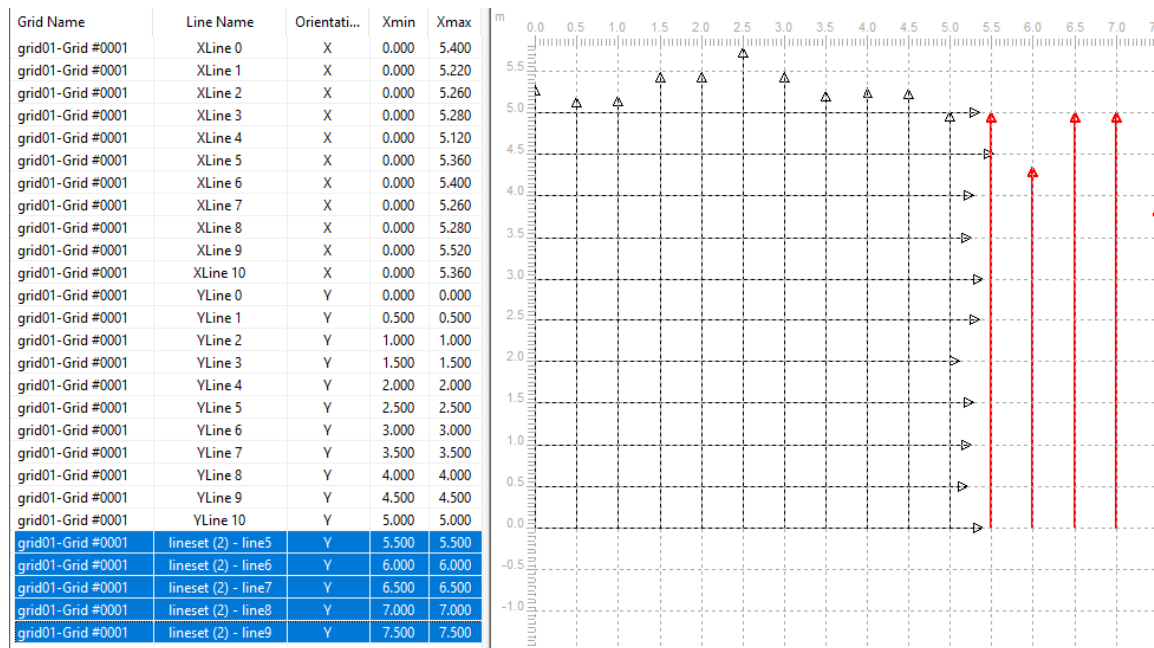 Grid Name Line Name Orientati... Xmin Xmax
grid01-Grid #0001 XLine 0 X 0.000 5.400
grid01-Grid #0001 XLine 1 X 0.000 5.220
grid01-Grid #0001 XLine 2 X 0.000 5.260
grid01-Grid #0001 XLine 3 X 0.000 5.280
grid01-Grid #0001 XLine 4 X 0.000 5.120
grid01-Grid #0001 XLine 5 X 0.000 5.360
grid01-Grid #0001 XLine 6 X 0.000 5.400
grid01-Grid #0001 XLine 7 X 0.000 5.260
grid01-Grid #0001 XLine 8 X 0.000 5.280
grid01-Grid #0001 XLine 9 X 0.000 5.520
grid01-Grid #0001 XLine 10 X 0.000 5.360
grid01-Grid #0001 YLine 0 Y 0.000 0.000
grid01-Grid #0001 YLine 1 Y 0.500 0.500
grid01-Grid #0001 YLine 2 Y 1.000 1.000
grid01-Grid #0001 YLine 3 Y 1.500 1.500
grid01-Grid #0001 YLine 4 Y 2.000 2.000
grid01-Grid #0001 YLine 5 Y 2.500 2.500
grid01-Grid #0001 YLine 6 Y 3.000 3.000
grid01-Grid #0001 YLine 7 Y 3.500 3.500
grid01-Grid #0001 YLine 8 Y 4.000 4.000
grid01-Grid #0001 YLine 9 Y 4.500 4.500
grid01-Grid #0001 YLine 10 Y 5.000 5.000
grid01-Grid #0001 lineset (2) - line5 Y 5.500 5.500
grid01-Grid #0001 lineset (2) - line6 Y 6.000 6.000
grid01-Grid #0001 lineset (2) - line7 Y 6.500 6.500
grid01-Grid #0001 lineset (2) - line8 Y 7.000 7.000
grid01-Grid #0001 lineset (2) - line9 Y 7.500 7.500
m
0.0 0.5 1.0 1.5 2.0 2.5 3.0 3.5 4.0 4.5 5.0 5.5 6.0 6.5 7.0
5.5
5.0
4.5
4.0
3.5
3.0
2.5
2.0
1.5
1.0
0.5
0.0
-0.5
-1.0